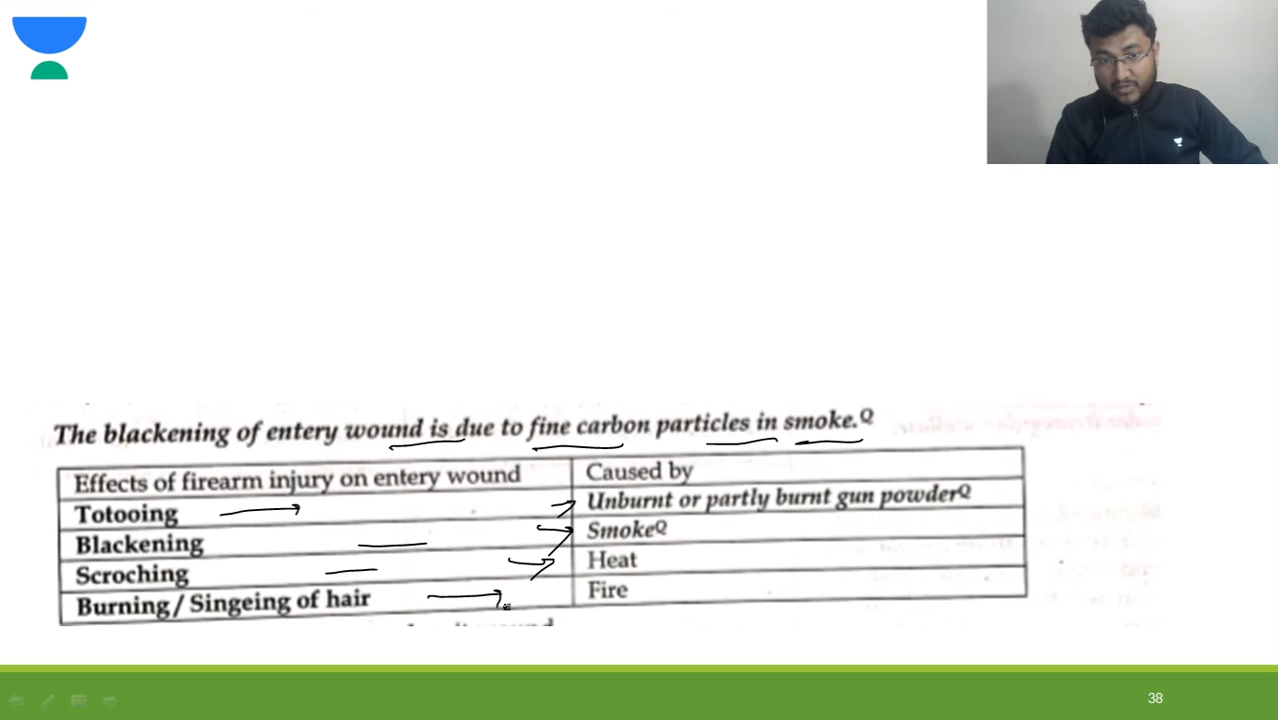 The blackening of entery wound is due to fine carbon particles in smoke.Q
Effects of firearm injury on entery wound Caused by
Totooing Unburnt or partly burnt gun powderQ
Blackening SmokeQ
Scroching Heat
Burning / Singeing of hair Fire
38